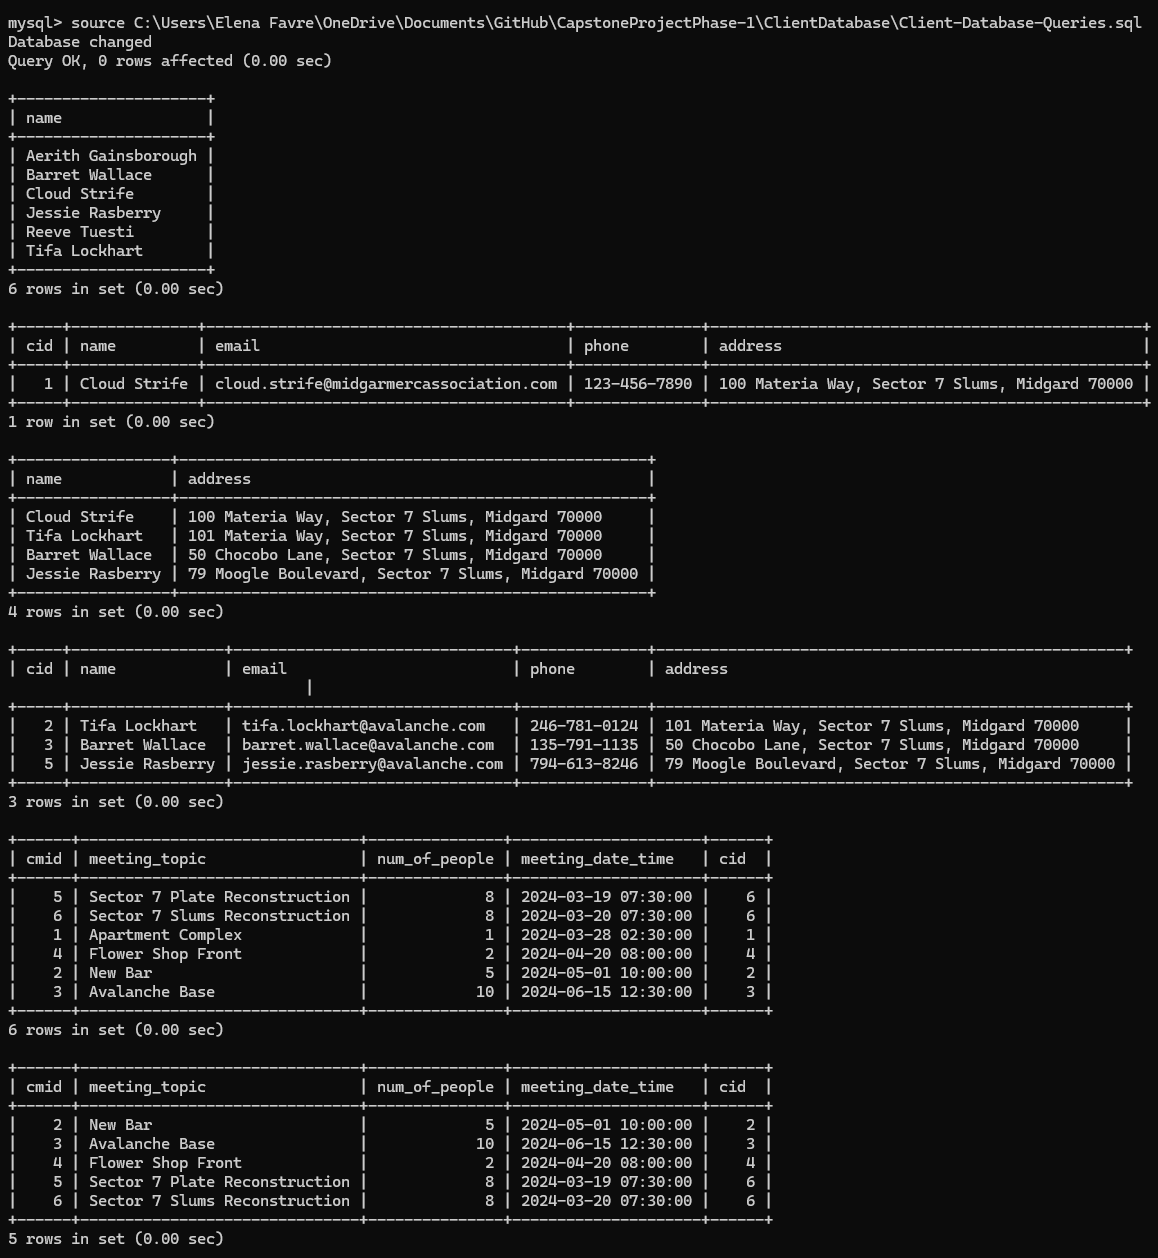 mysql> source C:\Users\Elena Favre\OneDrive\Documents\GitHub\CapstoneProjectPhase-1\ClientDatabase\Client-Database-Queries.sql
Database changed
Query OK, 0 rows affected (0.00 sec)

+---------------------+
| name                |
+---------------------+
| Aerith Gainsborough |
| Barret Wallace      |
| Cloud Strife        |
| Jessie Rasberry     |
| Reeve Tuesti        |
| Tifa Lockhart       |
+---------------------+
6 rows in set (0.00 sec)

+-----+--------------+----------------------------------------+--------------+------------------------------------------------+
| cid | name         | email                                  | phone        | address                                        |
+-----+--------------+----------------------------------------+--------------+------------------------------------------------+
|   1 | Cloud Strife | cloud.strife@midgarmercassociation.com | 123-456-7890 | 100 Materia Way, Sector 7 Slums, Midgard 70000 |
+-----+--------------+----------------------------------------+--------------+------------------------------------------------+
1 row in set (0.00 sec)

+-----------------+----------------------------------------------------+
| name            | address                                            |
+-----------------+----------------------------------------------------+
| Cloud Strife    | 100 Materia Way, Sector 7 Slums, Midgard 70000     |
| Tifa Lockhart   | 101 Materia Way, Sector 7 Slums, Midgard 70000     |
| Barret Wallace  | 50 Chocobo Lane, Sector 7 Slums, Midgard 70000     |
| Jessie Rasberry | 79 Moogle Boulevard, Sector 7 Slums, Midgard 70000 |
+-----------------+----------------------------------------------------+
4 rows in set (0.00 sec)

+-----+-----------------+-------------------------------+--------------+----------------------------------------------------+
| cid | name            | email                         | phone        | address
                                 |
+-----+-----------------+-------------------------------+--------------+----------------------------------------------------+
|   2 | Tifa Lockhart   | tifa.lockhart@avalanche.com   | 246-781-0124 | 101 Materia Way, Sector 7 Slums, Midgard 70000     |
|   3 | Barret Wallace  | barret.wallace@avalanche.com  | 135-791-1135 | 50 Chocobo Lane, Sector 7 Slums, Midgard 70000     |
|   5 | Jessie Rasberry | jessie.rasberry@avalanche.com | 794-613-8246 | 79 Moogle Boulevard, Sector 7 Slums, Midgard 70000 |
+-----+-----------------+-------------------------------+--------------+----------------------------------------------------+
3 rows in set (0.00 sec)

+------+-------------------------------+---------------+---------------------+------+
| cmid | meeting_topic                 | num_of_people | meeting_date_time   | cid  |
+------+-------------------------------+---------------+---------------------+------+
|    5 | Sector 7 Plate Reconstruction |             8 | 2024-03-19 07:30:00 |    6 |
|    6 | Sector 7 Slums Reconstruction |             8 | 2024-03-20 07:30:00 |    6 |
|    1 | Apartment Complex             |             1 | 2024-03-28 02:30:00 |    1 |
|    4 | Flower Shop Front             |             2 | 2024-04-20 08:00:00 |    4 |
|    2 | New Bar                       |             5 | 2024-05-01 10:00:00 |    2 |
|    3 | Avalanche Base                |            10 | 2024-06-15 12:30:00 |    3 |
+------+-------------------------------+---------------+---------------------+------+
6 rows in set (0.00 sec)

+------+-------------------------------+---------------+---------------------+------+
| cmid | meeting_topic                 | num_of_people | meeting_date_time   | cid  |
+------+-------------------------------+---------------+---------------------+------+
|    2 | New Bar                       |             5 | 2024-05-01 10:00:00 |    2 |
|    3 | Avalanche Base                |            10 | 2024-06-15 12:30:00 |    3 |
|    4 | Flower Shop Front             |             2 | 2024-04-20 08:00:00 |    4 |
|    5 | Sector 7 Plate Reconstruction |             8 | 2024-03-19 07:30:00 |    6 |
|    6 | Sector 7 Slums Reconstruction |             8 | 2024-03-20 07:30:00 |    6 |
+------+-------------------------------+---------------+---------------------+------+
5 rows in set (0.00 sec)